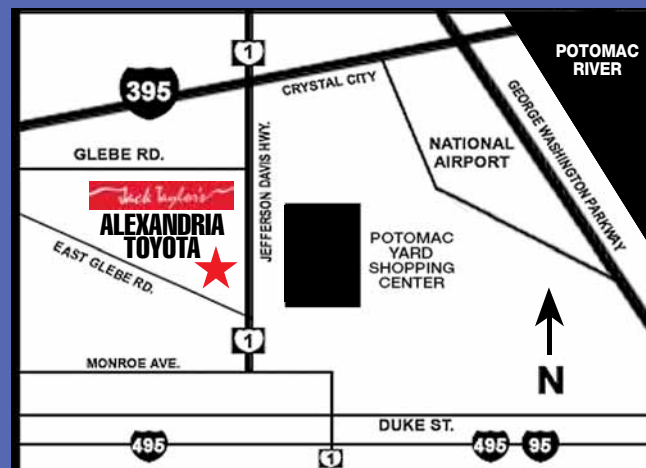 1
POTOMAC
RIVER
395
CRYSTAL CITY
GEORGE WASHINGTON PARKWAY
GLEBE RD.
JEFFERSON DAVIS HWY.
NATIONAL
AIRPORT
Jack Taylor's
ALEXANDRIA
TOYOTA
EAST GLEBE RD.
POTOMAC
YARD
SHOPPING
CENTER
1
MONROE AVE.
N
DUKE ST.
495
1
495
95